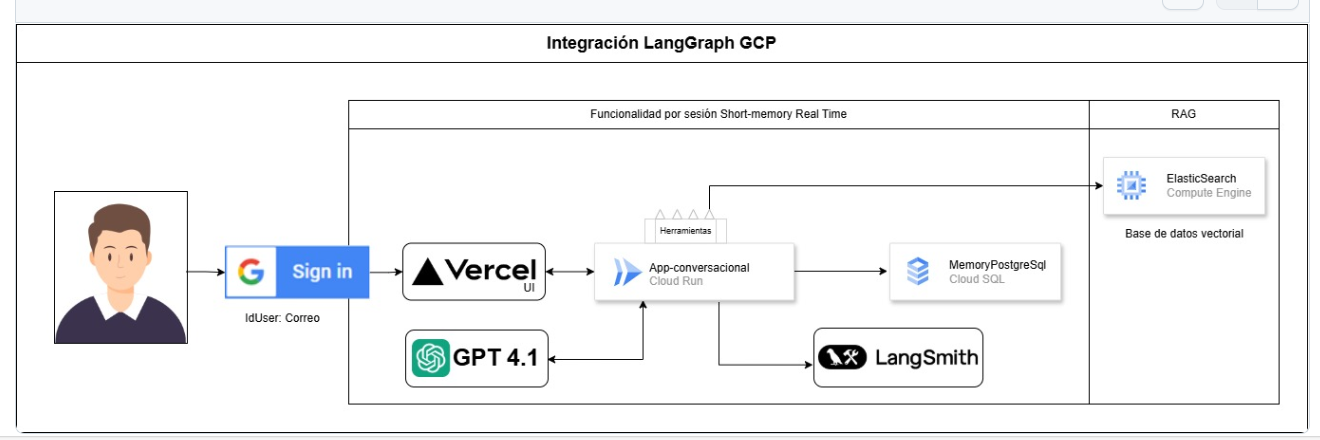 Integración LangGraph GCP
Funcionalidad por sesión Short-memory Real Time
RAG
ElasticSearch
Compute Engine
Base de datos vectorial
Herramientas
G Sign in
IdUser: Correo
Vercel
UI
App-conversacional
Cloud Run
MemoryPostgreSql
Cloud SQL
GPT 4.1
LangSmith